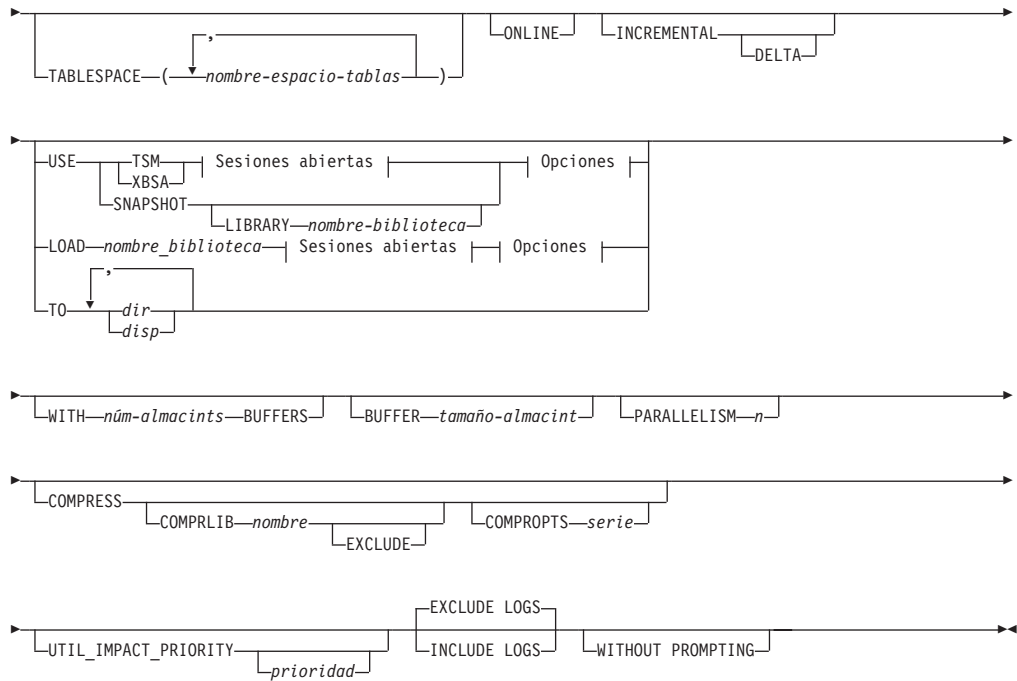 ,
ONLINE INCREMENTAL
DELTA
TABLESPACE ( nombre-espacio-tablas )
USE TSM Sesiones abiertas Opciones
XBSA
SNAPSHOT
LIBRARY nombre-biblioteca
LOAD nombre_biblioteca Sesiones abiertas Opciones
,
TO dir
disp
WITH núm-almacints BUFFERS BUFFER tamaño-almacint PARALLELISM n
COMPRESS
COMPRLIB nombre COMPROPTS serie
EXCLUDE
EXCLUDE LOGS
UTIL_IMPACT_PRIORITY INCLUDE LOGS WITHOUT PROMPTING
prioridad